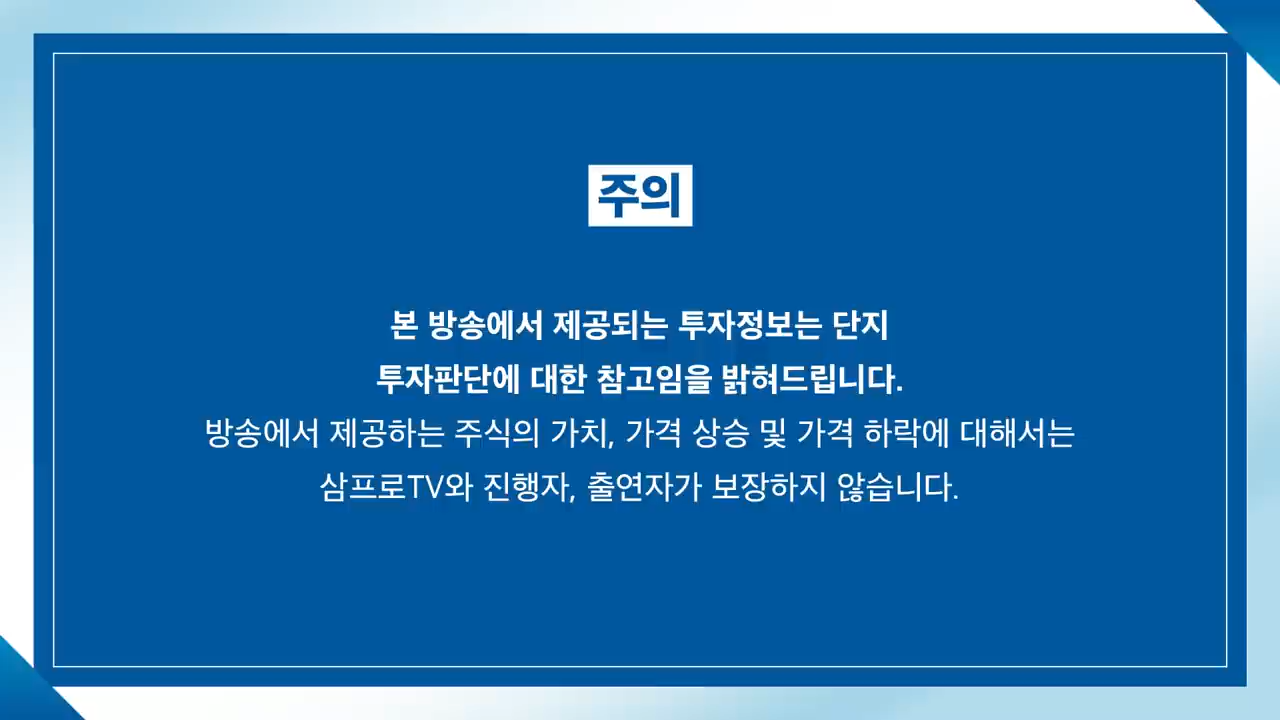 주의
본 방송에서 제공되는 투자정보는 단지
투자판단에 대한 참고임을 밝혀드립니다.
방송에서 제공하는 주식의 가치, 가격 상승 및 가격 하락에 대해서는
삼프로TV와 진행자, 출연자가 보장하지 않습니다.